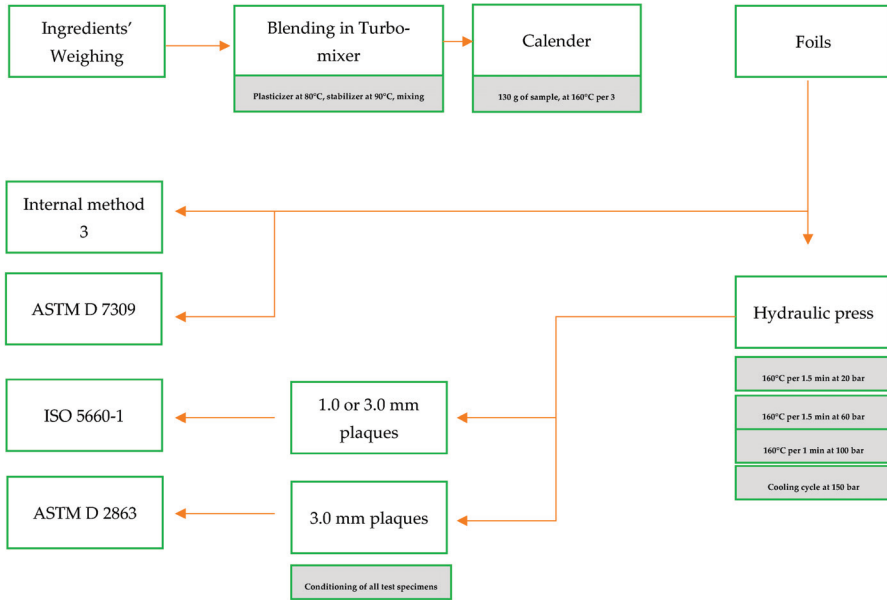 Ingredients’
Weighing
Blending in Turbo-
mixer
Plasticizer at 80°C, stabilizer at 90°C, mixing
Calender
130 g of sample, at 160°C per 3
Foils
Internal method
3
ASTM D 7309
Hydraulic press
160°C per 1.5 min at 20 bar
160°C per 1.5 min at 60 bar
160°C per 1 min at 100 bar
Cooling cycle at 150 bar
ISO 5660-1
1.0 or 3.0 mm
plaques
ASTM D 2863
3.0 mm plaques
Conditioning of all test specimens